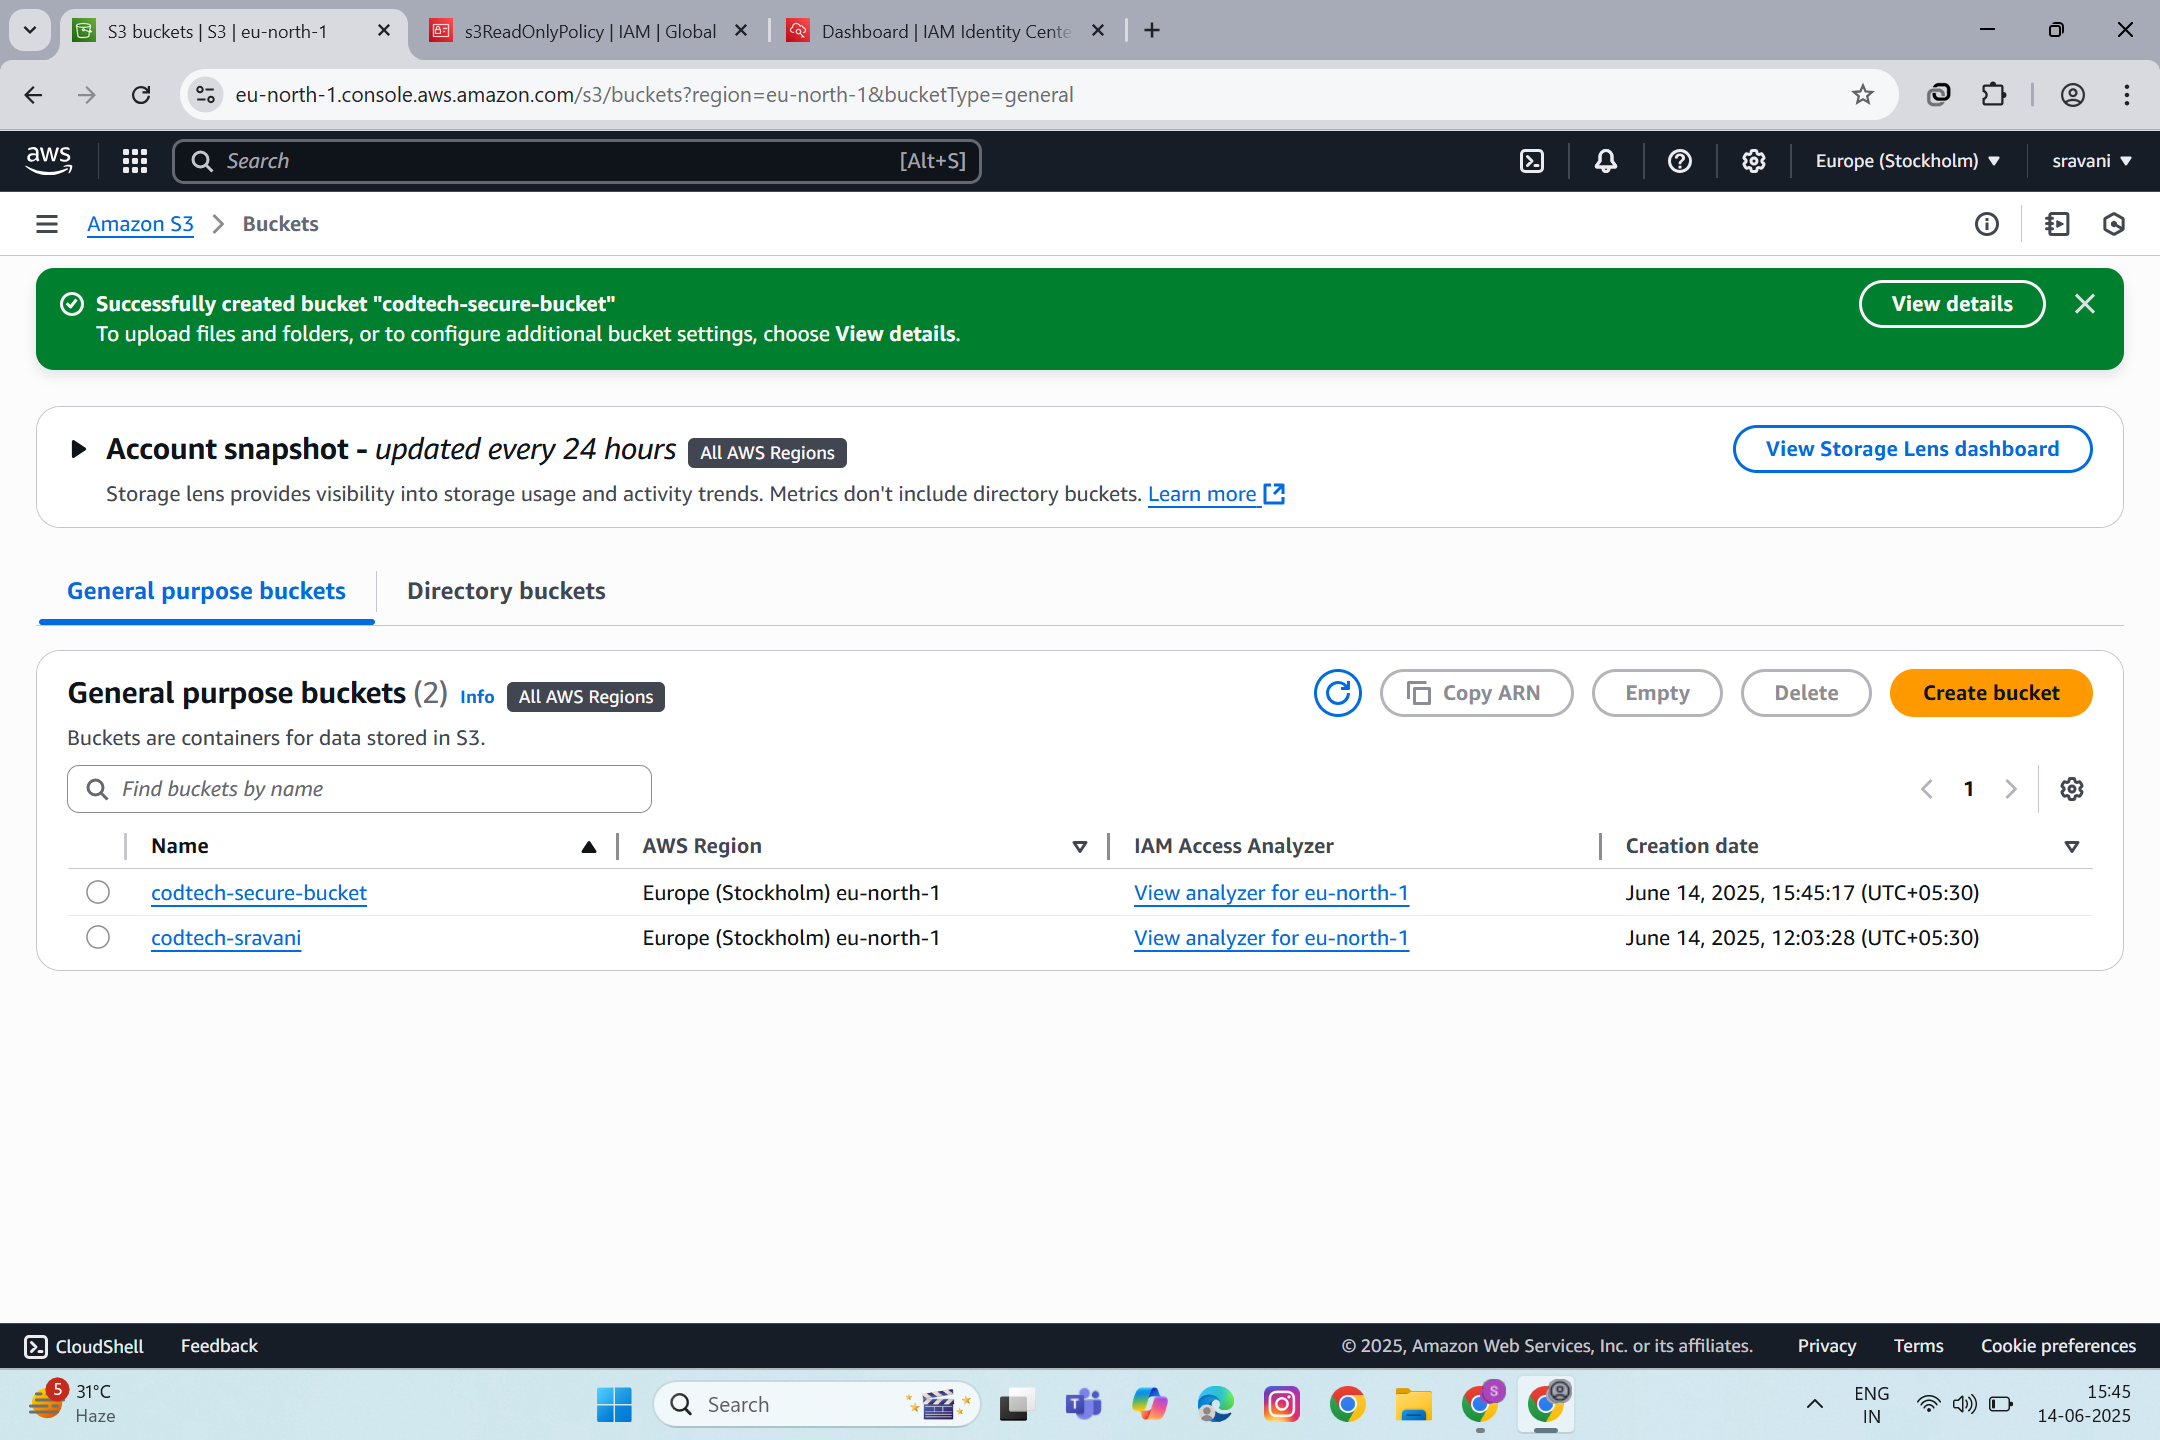 S3 buckets | S3 | eu-north-1
s3ReadOnlyPolicy | IAM | Global
Dashboard | IAM Identity Cente
eu-north-1.console.aws.amazon.com/s3/buckets?region=eu-north-1&bucketType=general
aws
Search
[Alt+S]
Europe (Stockholm)
sravani
Amazon S3
Buckets
Successfully created bucket "codtech-secure-bucket"
To upload files and folders, or to configure additional bucket settings, choose View details.
View details
Account snapshot - updated every 24 hours
All AWS Regions
View Storage Lens dashboard
Storage lens provides visibility into storage usage and activity trends. Metrics don't include directory buckets. Learn more
General purpose buckets
Directory buckets
General purpose buckets (2)
Info
All AWS Regions
Copy ARN
Empty
Delete
Create bucket
Buckets are containers for data stored in S3.
Find buckets by name
1
Name
AWS Region
IAM Access Analyzer
Creation date
codtech-secure-bucket
Europe (Stockholm) eu-north-1
View analyzer for eu-north-1
June 14, 2025, 15:45:17 (UTC+05:30)
codtech-sravani
Europe (Stockholm) eu-north-1
View analyzer for eu-north-1
June 14, 2025, 12:03:28 (UTC+05:30)
CloudShell
Feedback
© 2025, Amazon Web Services, Inc. or its affiliates.
Privacy
Terms
Cookie preferences
5
31°C
Haze
Search
T
S
ENG
IN
15:45
14-06-2025